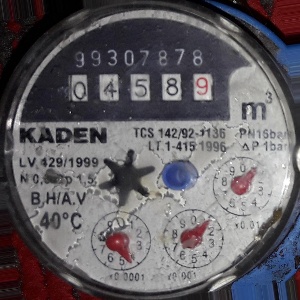 99307878
04589
m³
KADEN
TCS 142/92-1136 PN16bar
LV 429/1999 LT 1-415 1996 ΔP 1bar
B,H/A,V
40°C
x0.0001 x0.001 x0.01